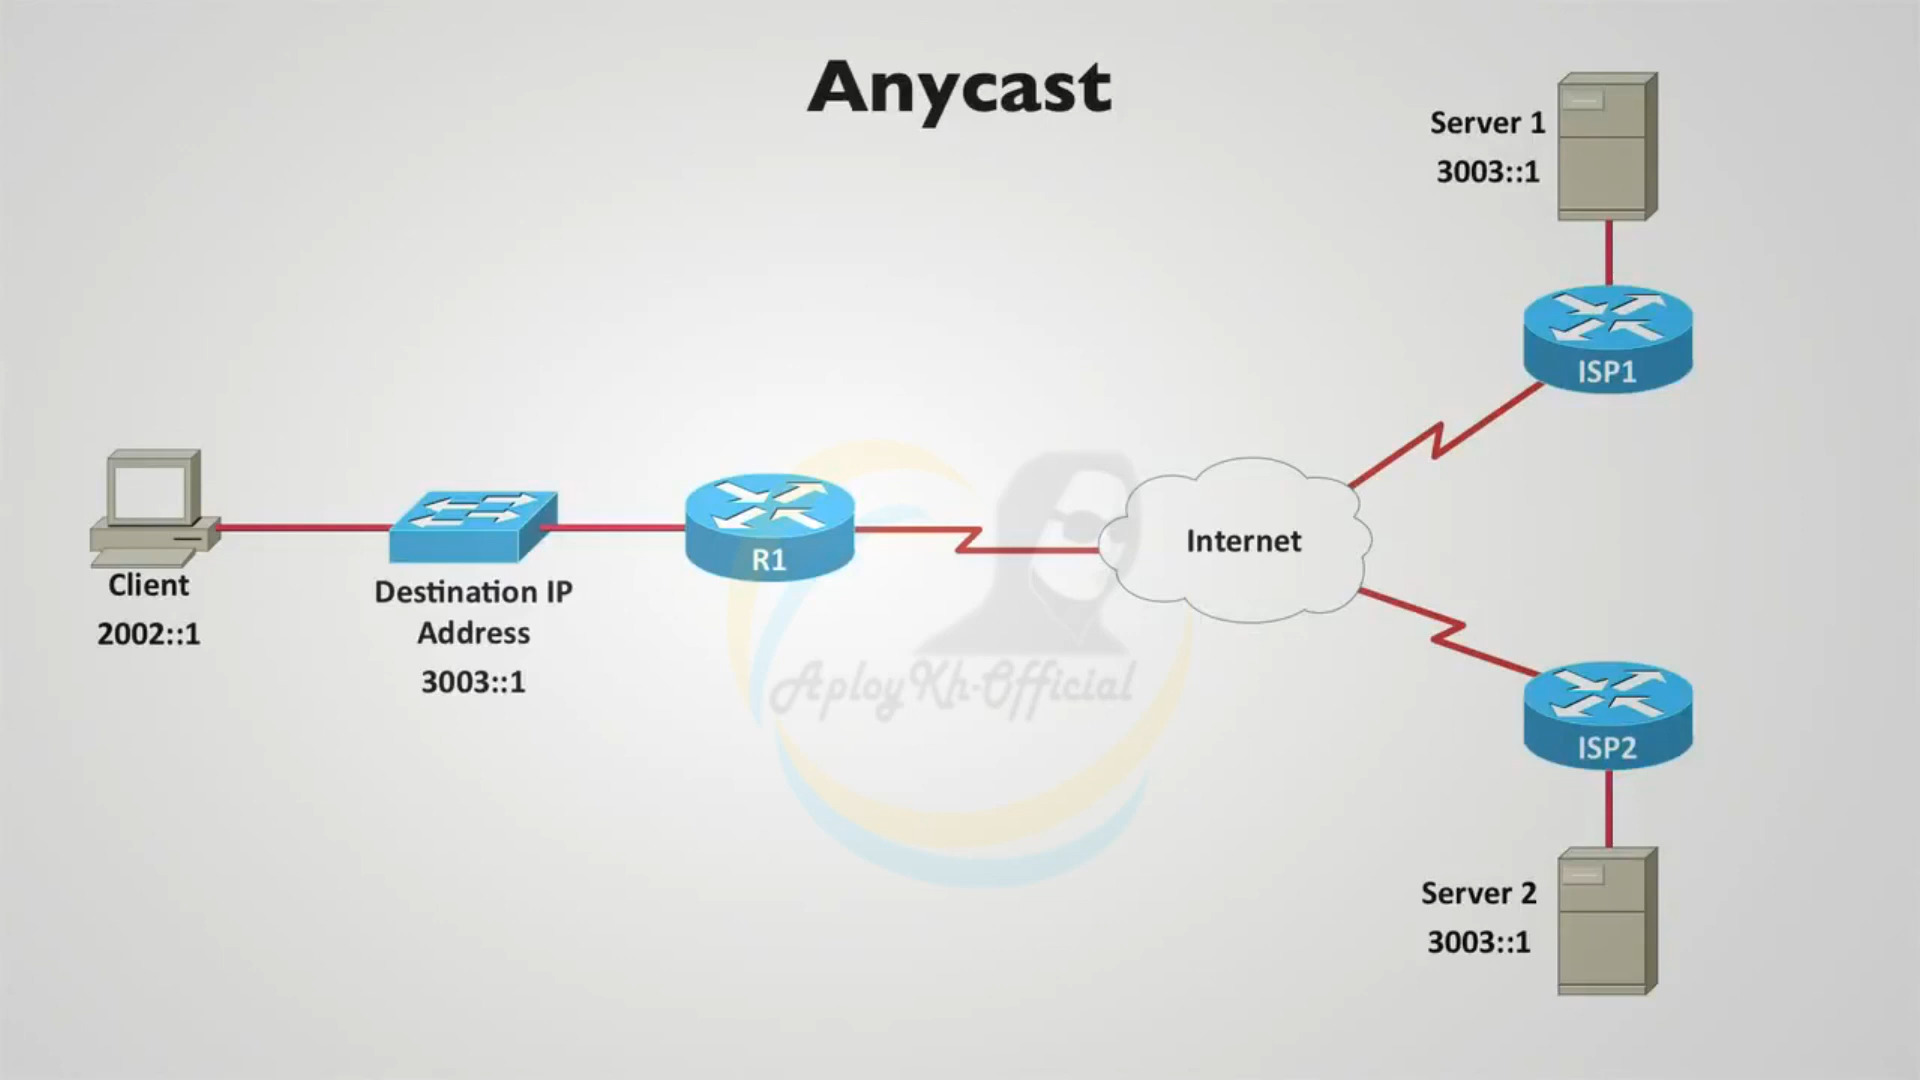 Anycast
Server 1
3003::1
ISP1
Client
2002::1
Destination IP
Address
3003::1
R1
Internet
AployKh-Official
ISP2
Server 2
3003::1